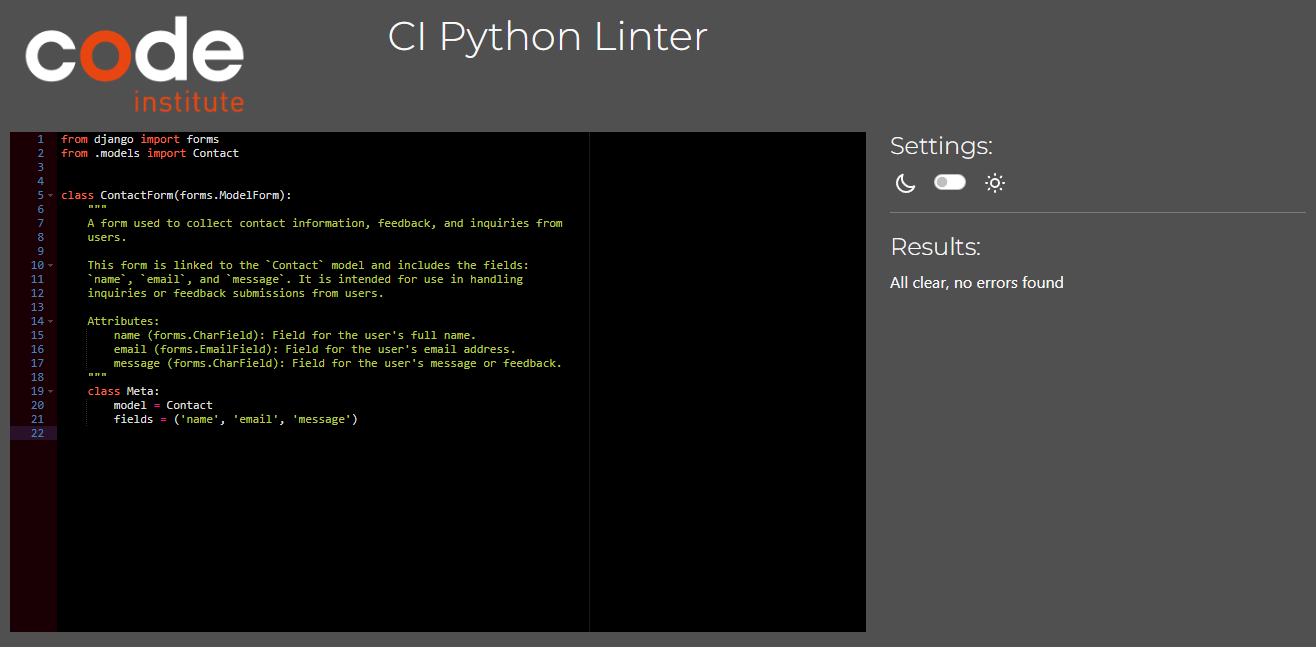 code
institute
CI Python Linter
1 from django import forms
2 from .models import Contact
3
4
5 class ContactForm(forms.ModelForm):
6     """
7     A form used to collect contact information, feedback, and inquiries from
8     users.
9
10     This form is linked to the `Contact` model and includes the fields:
11     `name`, `email`, and `message`. It is intended for use in handling
12     inquiries or feedback submissions from users.
13
14     Attributes:
15         name (forms.CharField): Field for the user's full name.
16         email (forms.EmailField): Field for the user's email address.
17         message (forms.CharField): Field for the user's message or feedback.
18     """
19     class Meta:
20         model = Contact
21         fields = ('name', 'email', 'message')
22
Settings:
Results:
All clear, no errors found